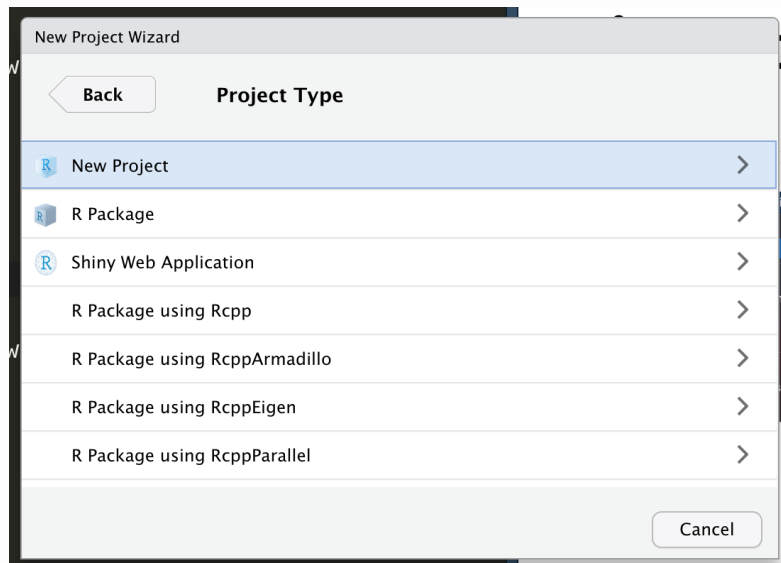 New Project Wizard
Back
Project Type
R New Project
R R Package
R Shiny Web Application
R Package using Rcpp
R Package using RcppArmadillo
R Package using RcppEigen
R Package using RcppParallel
Cancel